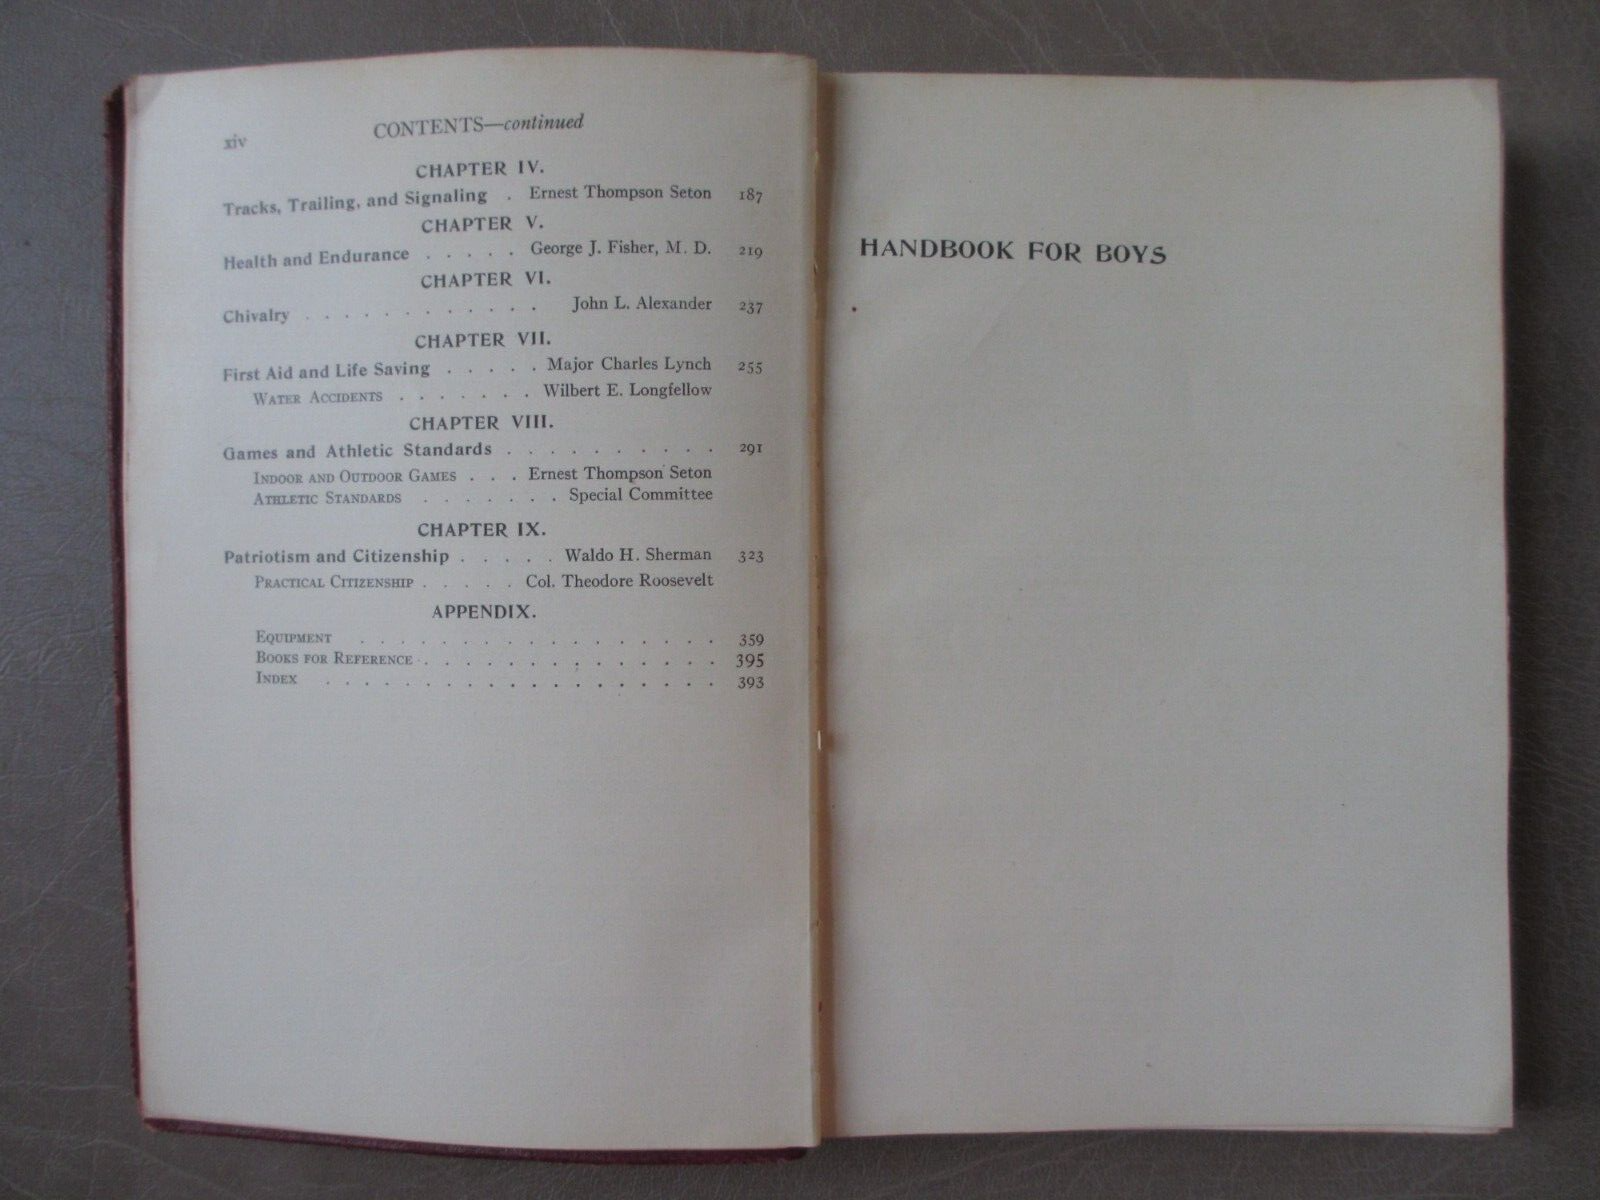 xiv CONTENTS—continued
CHAPTER IV.
Tracks, Trailing, and Signaling . Ernest Thompson Seton 187
CHAPTER V.
Health and Endurance . . . . . George J. Fisher, M. D. 219
CHAPTER VI.
Chivalry . . . . . . . . . . . . John L. Alexander 237
CHAPTER VII.
First Aid and Life Saving . . . . . Major Charles Lynch 255
WATER ACCIDENTS . . . . . . . Wilbert E. Longfellow
CHAPTER VIII.
Games and Athletic Standards . . . . . . . . . . . 291
INDOOR AND OUTDOOR GAMES . . . Ernest Thompson Seton
ATHLETIC STANDARDS . . . . . . . Special Committee
CHAPTER IX.
Patriotism and Citizenship . . . . . Waldo H. Sherman 323
PRACTICAL CITIZENSHIP . . . . . Col. Theodore Roosevelt
APPENDIX.
EQUIPMENT . . . . . . . . . . . . . . . . . . 359
BOOKS FOR REFERENCE . . . . . . . . . . . . . . . 395
INDEX . . . . . . . . . . . . . . . . . . . . 393
HANDBOOK FOR BOYS